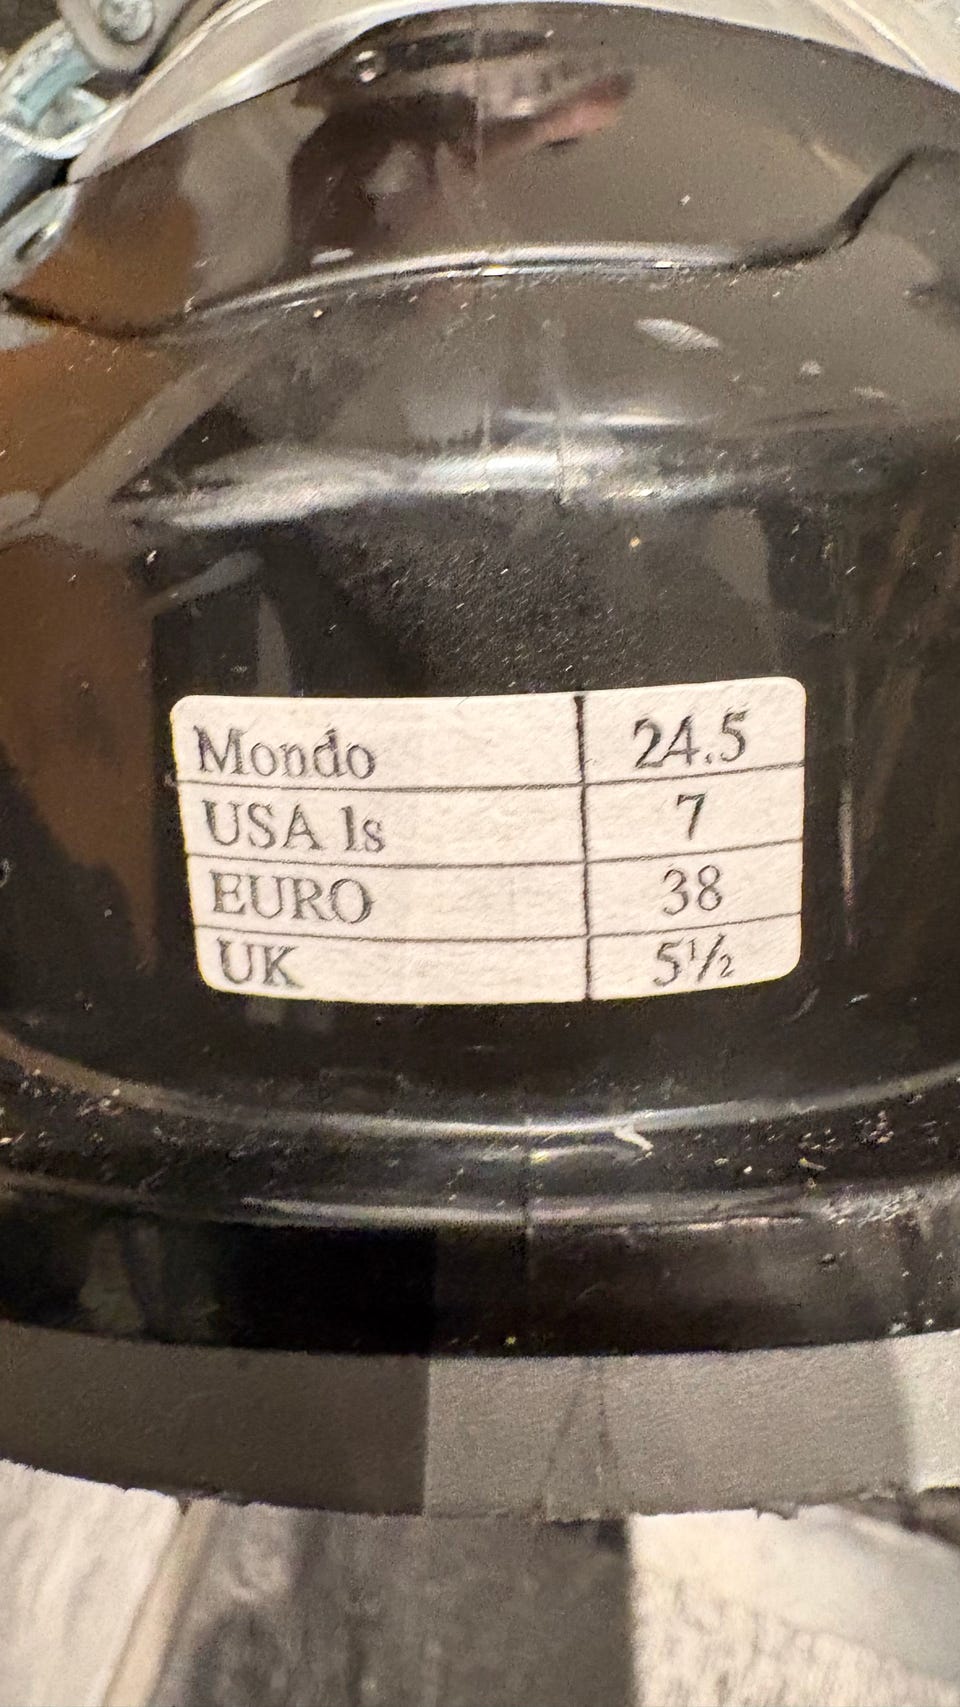 Mondo 24.5
USA ls 7
EURO 38
UK 5½